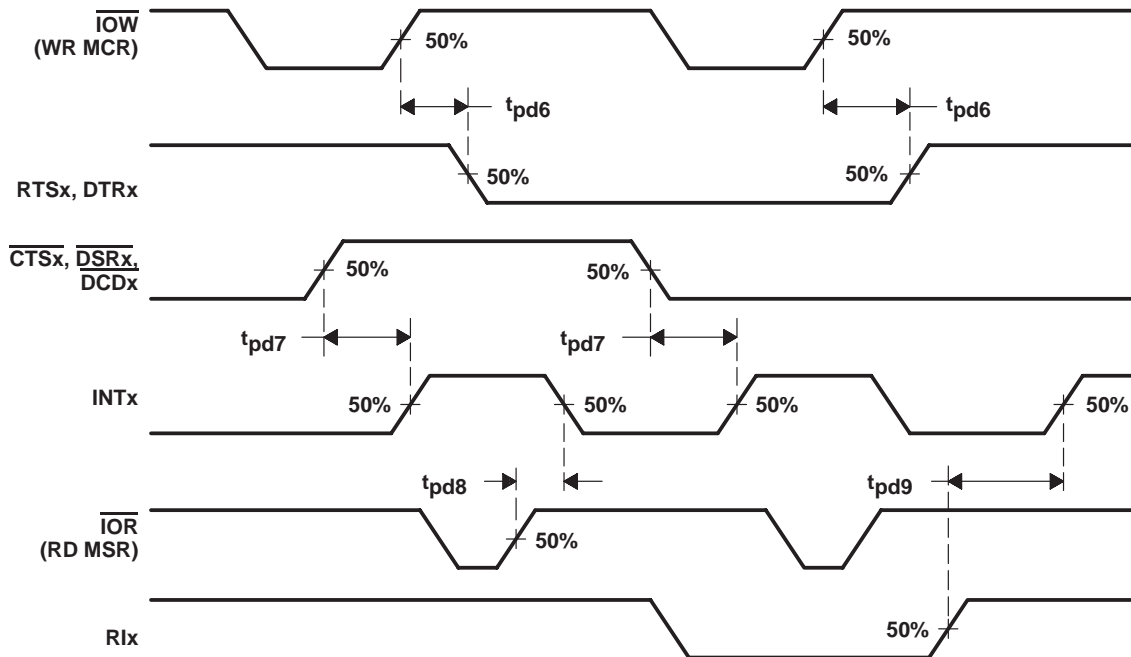 IOW
(WR MCR)
50%
50%
tpd6
tpd6
RTSx, DTRx
50%
50%
CTSx, DSRx,
DCDx
50%
50%
tpd7
tpd7
INTx
50%
50%
50%
50%
tpd8
tpd9
IOR
(RD MSR)
50%
RIx
50%